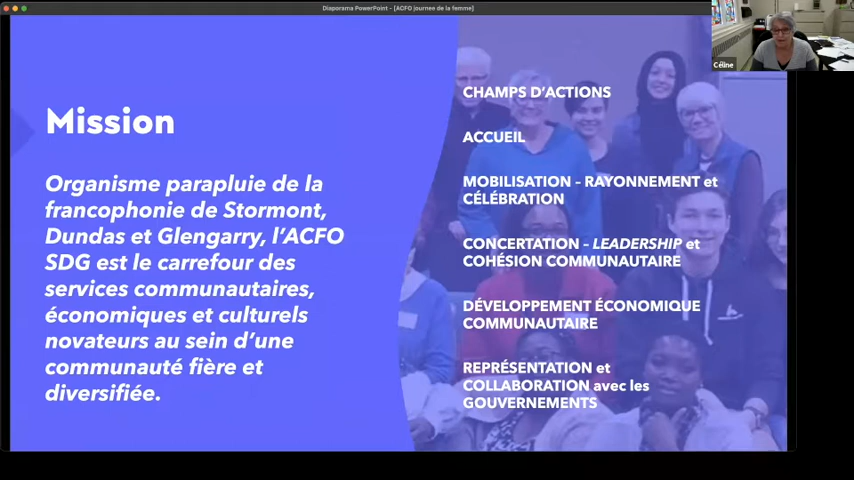 Diaporama PowerPoint - [ACFO journee de la femme]
Céline
Mission
Organisme parapluie de la
francophonie de Stormont,
Dundas et Glengarry, l'ACFO
SDG est le carrefour des
services communautaires,
économiques et culturels
novateurs au sein d'une
communauté fière et
diversifiée.
CHAMPS D'ACTIONS
ACCUEIL
MOBILISATION – RAYONNEMENT et
CÉLÉBRATION
CONCERTATION – LEADERSHIP et
COHÉSION COMMUNAUTAIRE
DÉVELOPPEMENT ÉCONOMIQUE
COMMUNAUTAIRE
REPRÉSENTATION et
COLLABORATION avec les
GOUVERNEMENTS